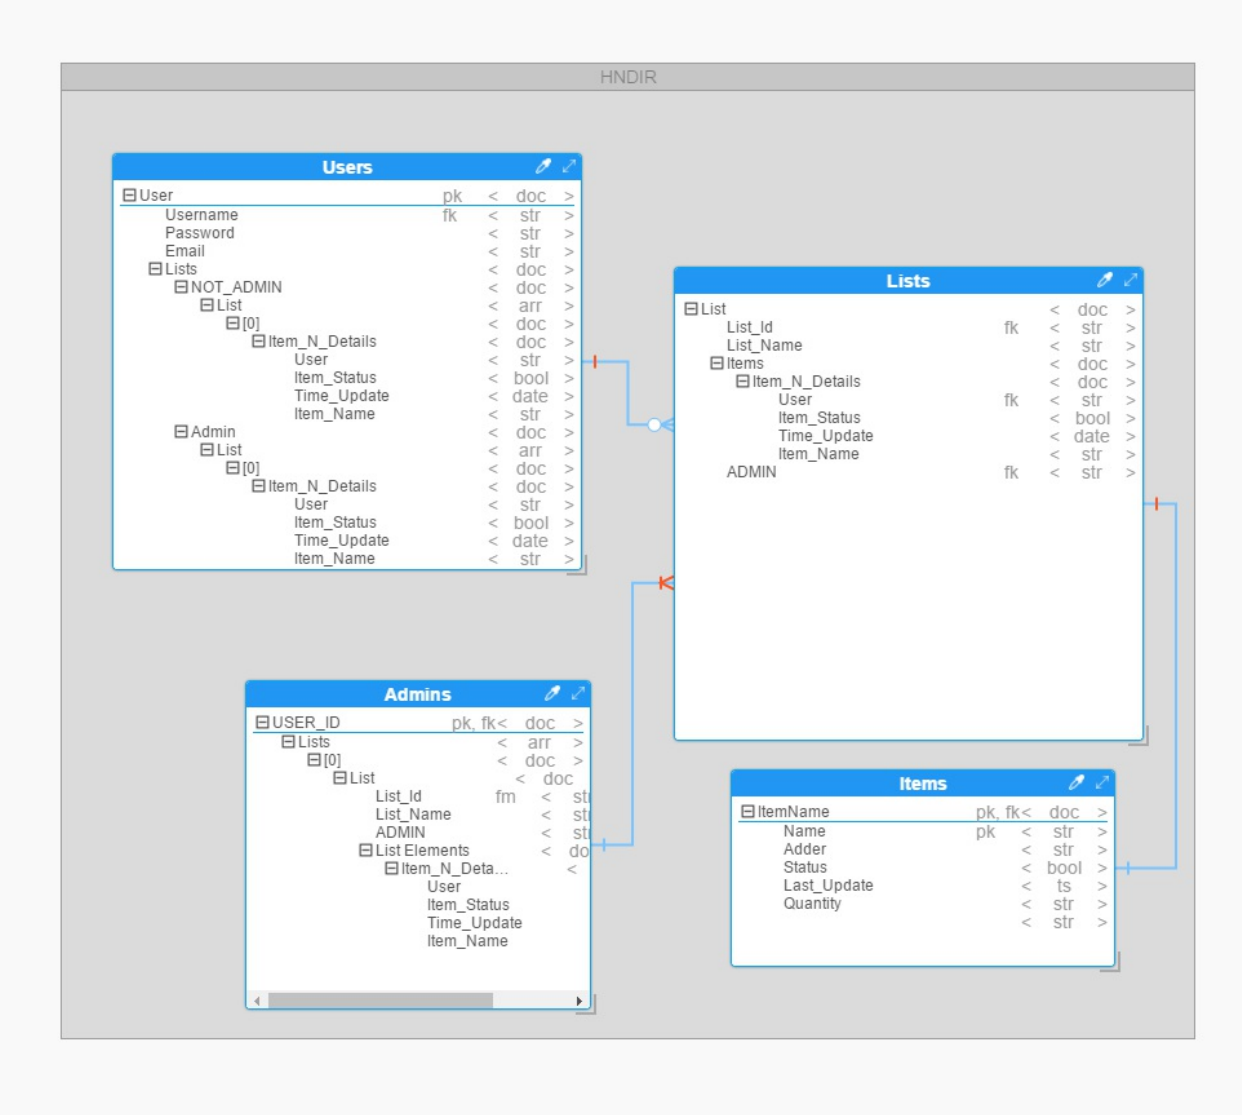 HNDIR
Users
User pk < doc >
Username fk < str >
Password < str >
Email < str >
Lists < doc >
NOT_ADMIN < doc >
List < arr >
[0] < doc >
Item_N_Details < doc >
User < str >
Item_Status < bool >
Time_Update < date >
Item_Name < str >
Admin < doc >
List < arr >
[0] < doc >
Item_N_Details < doc >
User < str >
Item_Status < bool >
Time_Update < date >
Item_Name < str >
Lists
List < doc >
List_Id fk < str >
List_Name < str >
Items < doc >
Item_N_Details < doc >
User fk < str >
Item_Status < bool >
Time_Update < date >
Item_Name < str >
ADMIN fk < str >
Admins
USER_ID pk, fk< doc >
Lists < arr >
[0] < doc >
List < doc
List_Id fm < str
List_Name < str
ADMIN < str
List Elements < do
Item_N_Deta... <
User
Item_Status
Time_Update
Item_Name
Items
ItemName pk, fk< doc >
Name pk < str >
Adder < str >
Status < bool >
Last_Update < ts >
Quantity < str >
< str >